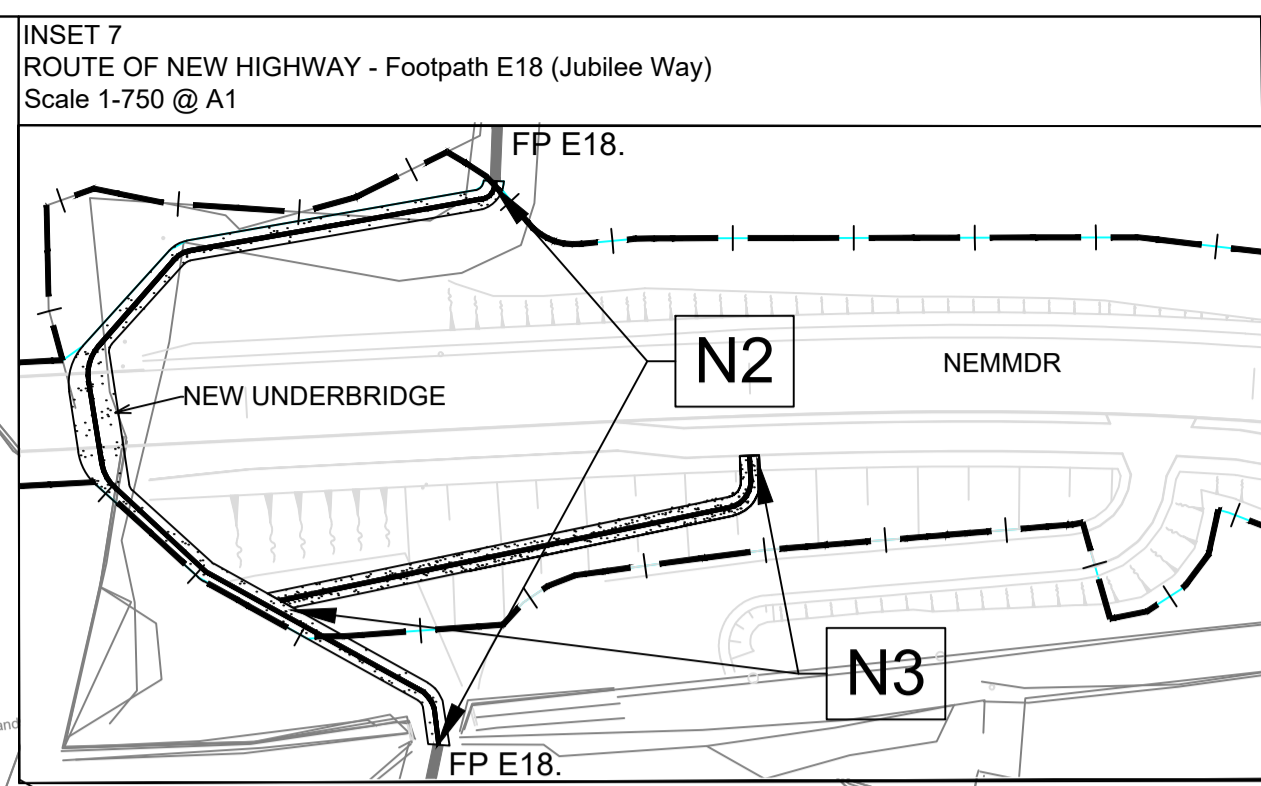 INSET 7
ROUTE OF NEW HIGHWAY - Footpath E18 (Jubilee Way)
Scale 1-750 @ A1
FP E18.
N2
NEMMDR
NEW UNDERBRIDGE
N3
and
FP E18.